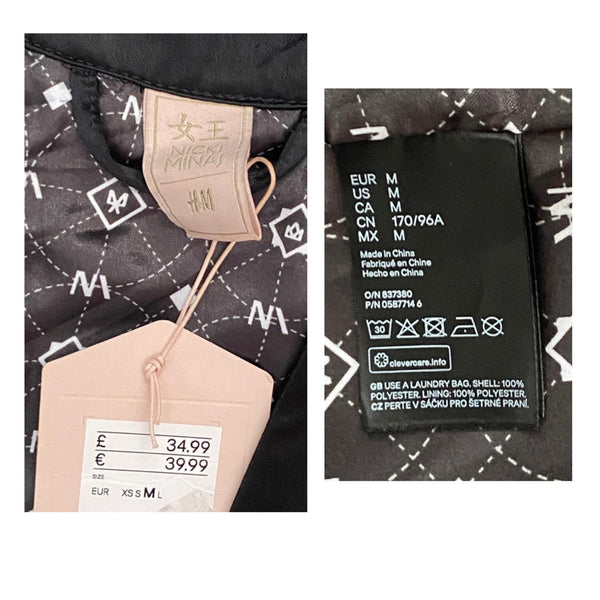 女王
NICKI
MINAJ
H&M
£ 34.99
€ 39.99
SIZE
EUR XS S M L
EUR M
US M
CA M
CN 170/96A
MX M
Made in China
Fabriqué en Chine
Hecho en China
O/N 837380
P/N 0587714 6
30
clevercare.info
GB USE A LAUNDRY BAG. SHELL: 100%
POLYESTER. LINING: 100% POLYESTER.
CZ PERTE V SÁČKU PRO ŠETRNÉ PRANÍ.